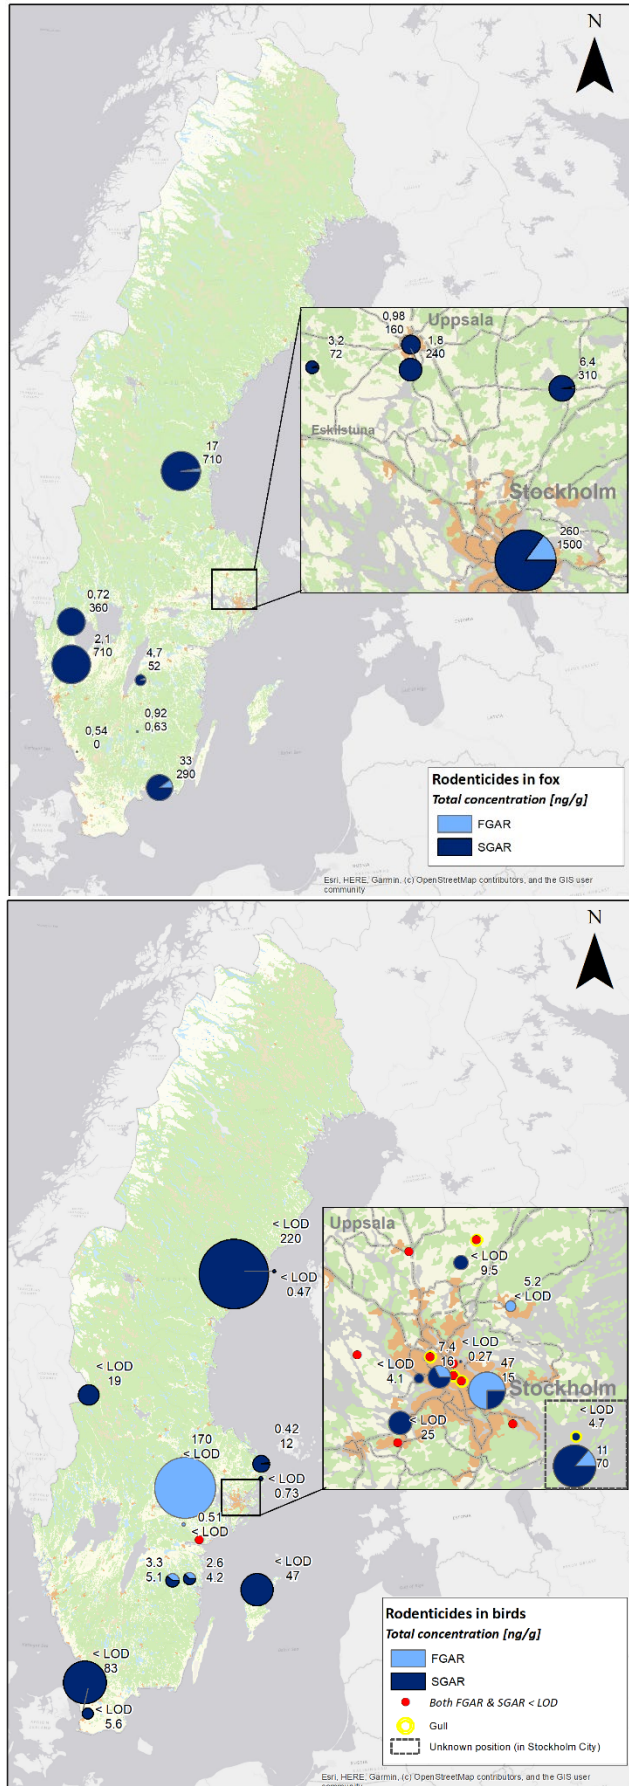 N
0,98
160
Uppsala
3,2
72
1,8
240
6,4
310
Eskilstuna
Stockholm
260
1500
17
710
0,72
360
2,1
710
4,7
52
0,92
0,63
0,54
0
33
290
Rodenticides in fox
Total concentration [ng/g]
FGAR
SGAR
Esri, HERE, Garmin, (c) OpenStreetMap contributors, and the GIS user
community
N
< LOD
220
< LOD
0.47
Uppsala
< LOD
9.5
5.2
< LOD
7.4
16
< LOD
0.27
< LOD
4.1
47
15
Stockholm
< LOD
25
< LOD
4.7
11
70
< LOD
19
170
< LOD
0.42
12
< LOD
0.73
0.51
< LOD
3.3
5,1
2.6
4.2
< LOD
47
< LOD
83
< LOD
5.6
Rodenticides in birds
Total concentration [ng/g]
FGAR
SGAR
Both FGAR & SGAR < LOD
Gull
Unknown position (in Stockholm City)
Esri, HERE, Garmin, (c) OpenStreetMap contributors, and the GIS user
community